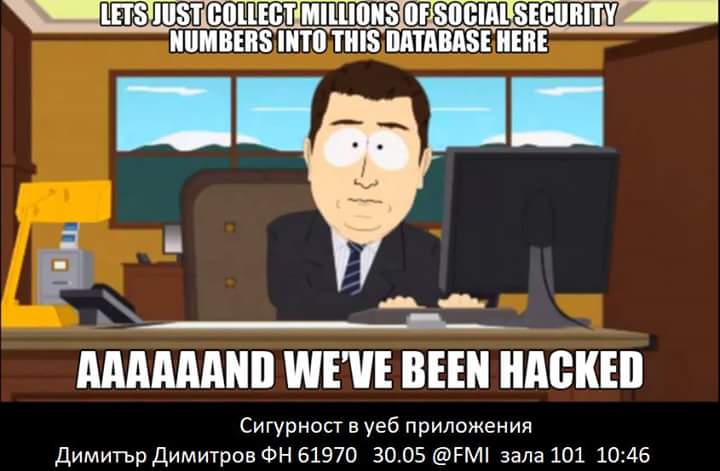 LETS JUST COLLECT MILLIONS OF SOCIAL SECURITY
NUMBERS INTO THIS DATABASE HERE
AAAAAAND WE'VE BEEN HACKED
Сигурност в уеб приложения
Димитър Димитров ФН 61970 30.05 @FMI зала 101 10:46